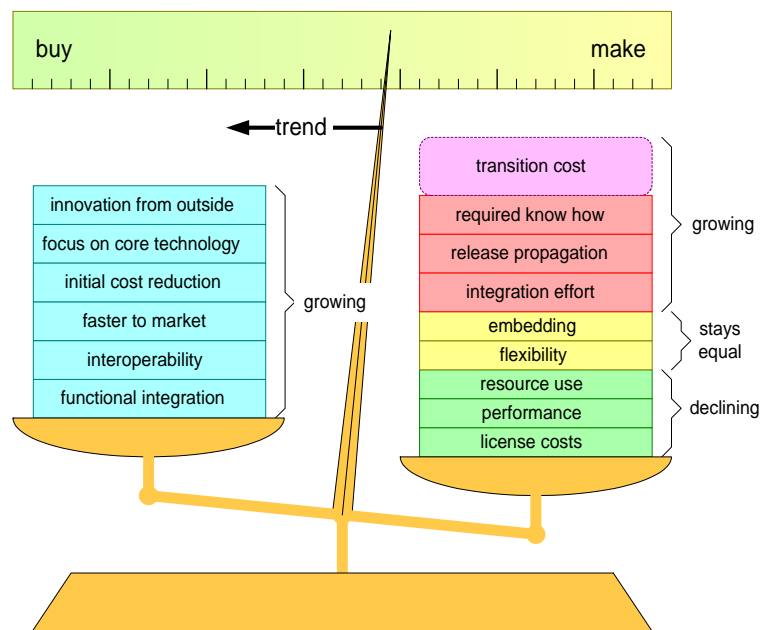 buy
make
trend
innovation from outside
focus on core technology
initial cost reduction
faster to market
interoperability
functional integration
growing
transition cost
required know how
release propagation
integration effort
embedding
flexibility
resource use
performance
license costs
growing
stays
equal
declining